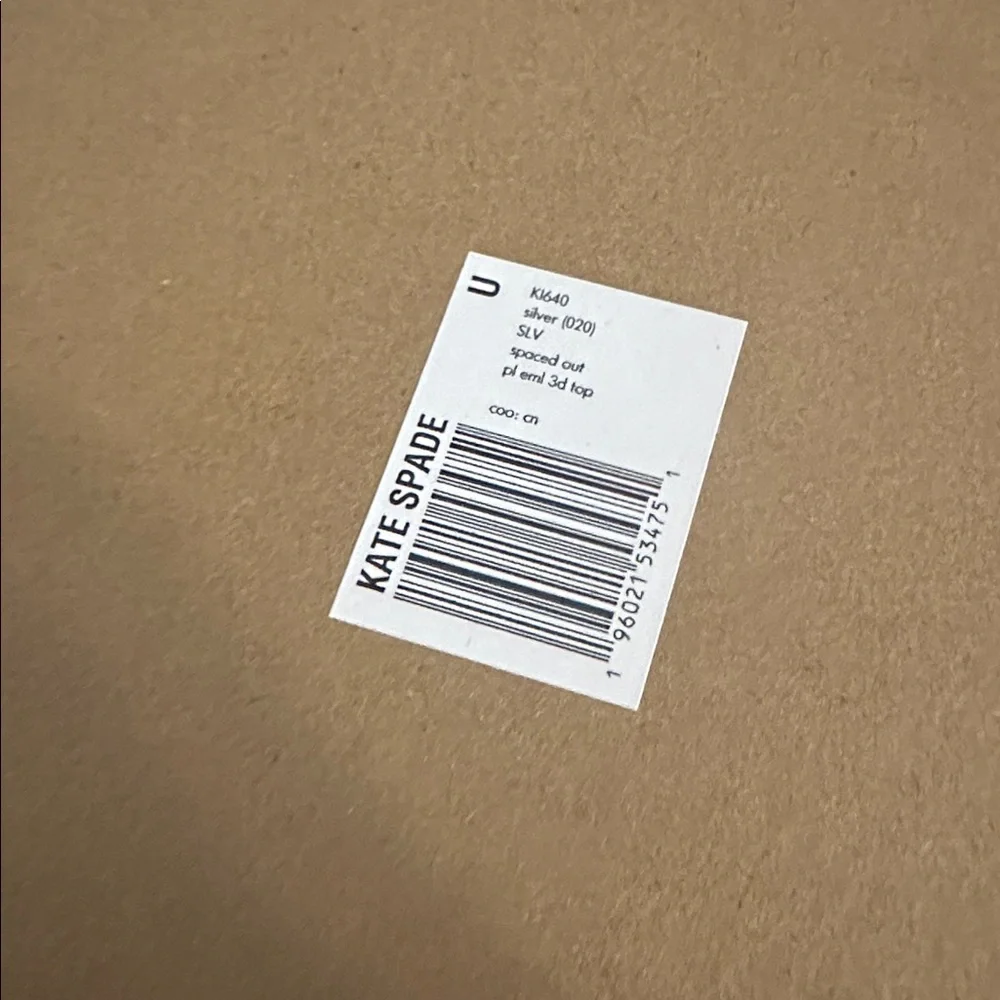 U
KI640
silver (020)
SLV
spaced out
pl eml 3d top
coo: cn
KATE SPADE
1 96021 53475 1